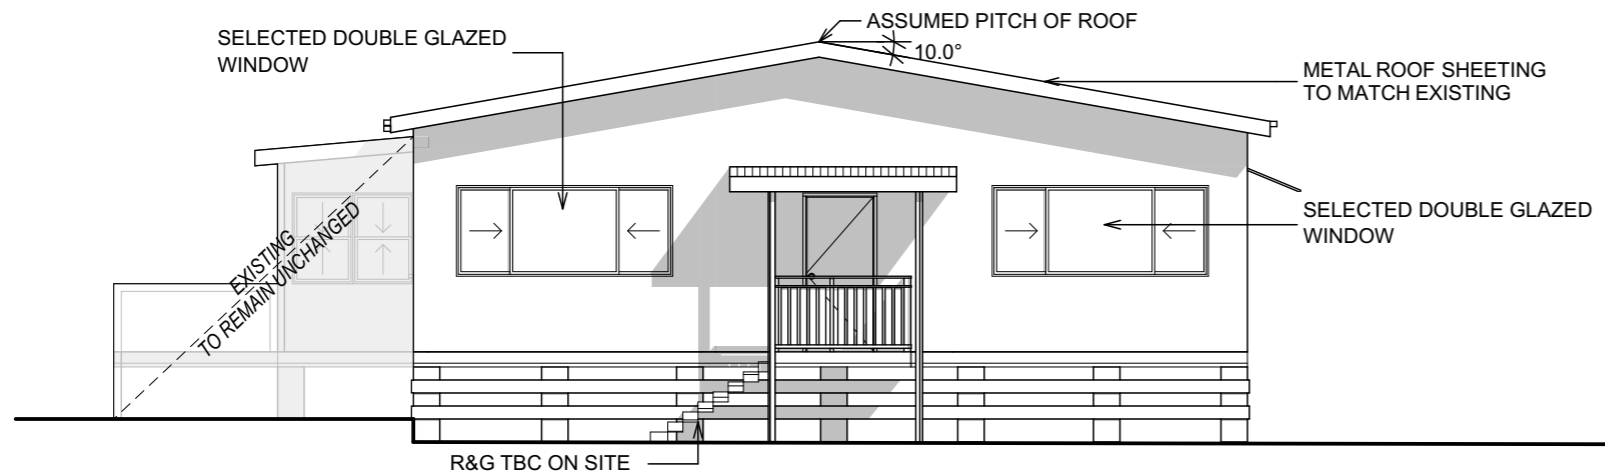 ASSUMED PITCH OF ROOF
SELECTED DOUBLE GLAZED
WINDOW
10.0°
METAL ROOF SHEETING
TO MATCH EXISTING
SELECTED DOUBLE GLAZED
WINDOW
EXISTING
TO REMAIN UNCHANGED
R&G TBC ON SITE